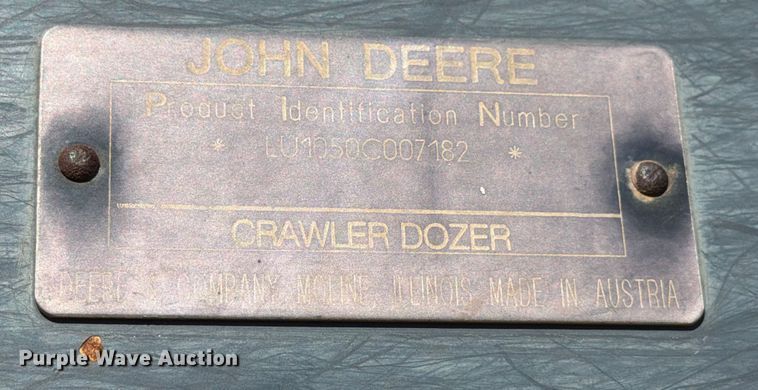 JOHN DEERE
Product Identification Number
* LU1050C007182 *
CRAWLER DOZER
DEERE & COMPANY MOLINE, ILLINOIS MADE IN AUSTRIA
Purple Wave Auction